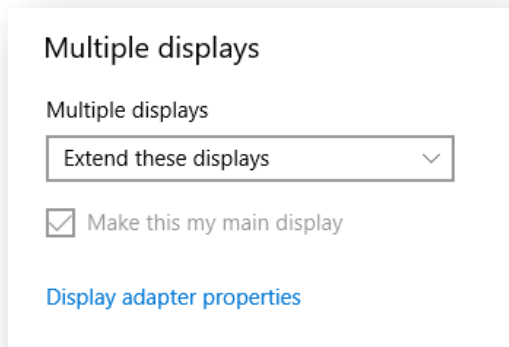 Multiple displays
Multiple displays
Extend these displays
Make this my main display
Display adapter properties